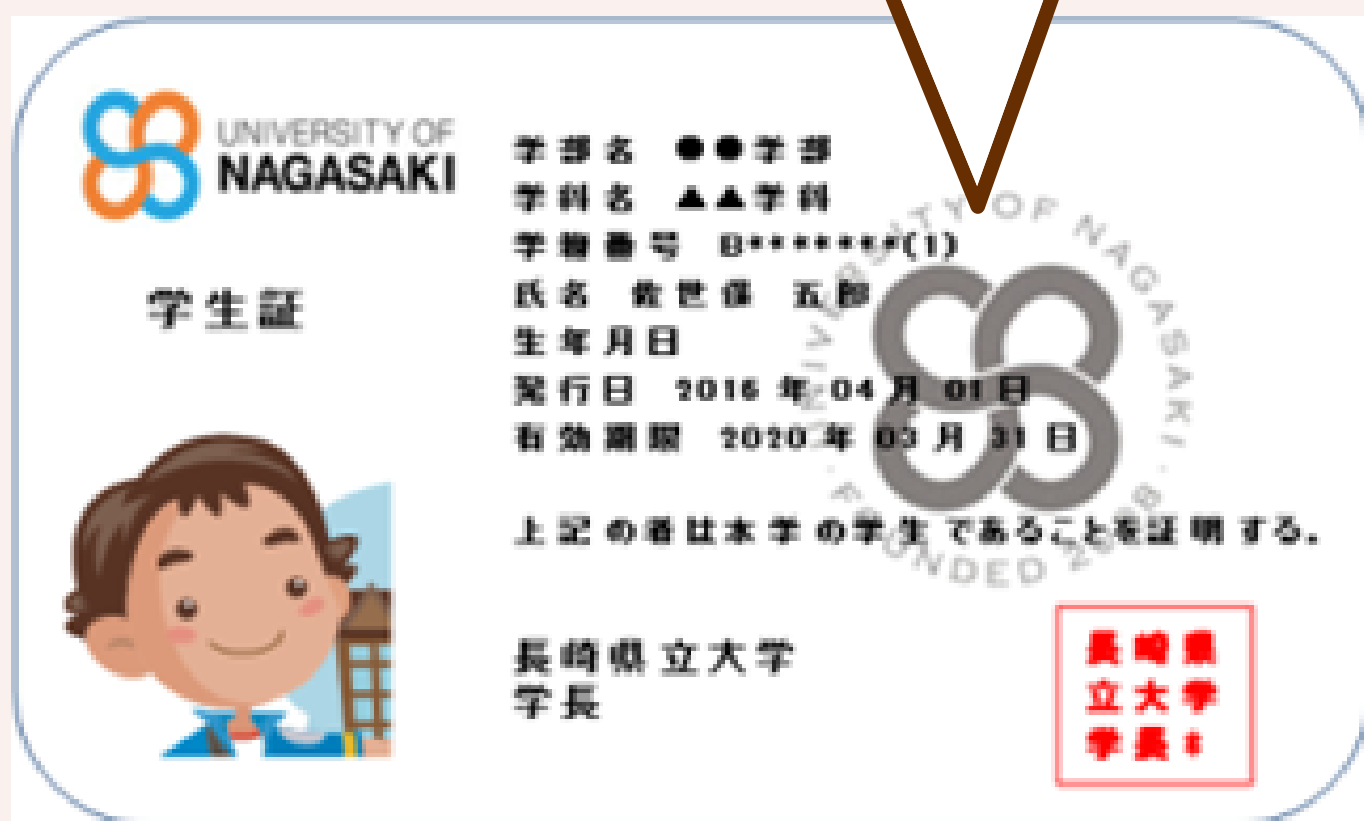 UNIVERSITY OF
NAGASAKI
学生証
学部名 ●●学部
学科名 ▲▲学科
学籍番号 B*******(1)
氏名 佐世保 五郎
生年月日
発行日 2016年04月01日
有効期限 2020年03月31日
上記の者は本学の学生であることを証明する.
長崎県立大学
学長
UNIVERSITY OF NAGASAKI · FOUNDED 2008 ·
長崎県
立大学
学長